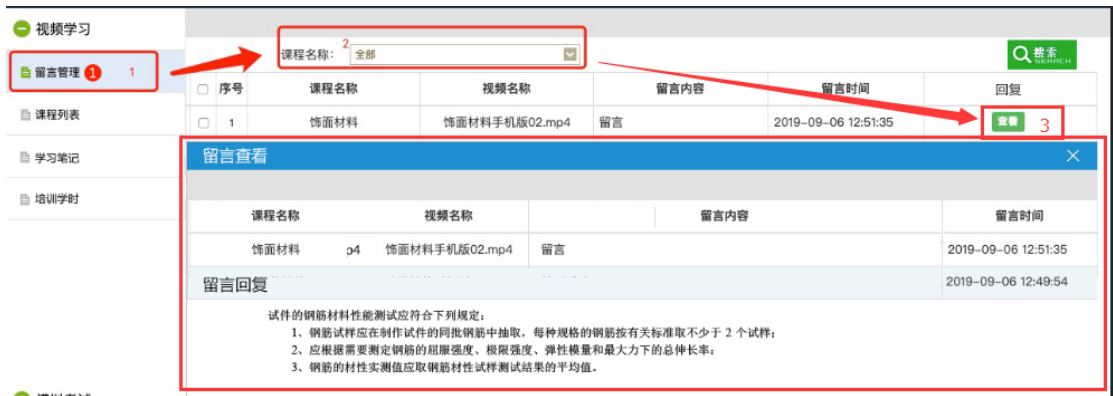 视频学习
留言管理 1 1
课程列表
学习笔记
培训学时
课程名称： 2 全部
搜索
SEARCH
序号 课程名称 视频名称 留言内容 留言时间 回复
1 饰面材料 饰面材料手机版02.mp4 留言 2019-09-06 12:51:35 查看 3
留言查看
课程名称 视频名称 留言内容 留言时间
饰面材料 p4 饰面材料手机版02.mp4 留言 2019-09-06 12:51:35
留言回复 2019-09-06 12:49:54
试件的钢筋材料性能测试应符合下列规定：
1、钢筋试样应在制作试件的同批钢筋中抽取，每种规格的钢筋按有关标准取不少于 2 个试样；
2、应根据需要测定钢筋的屈服强度、极限强度、弹性模量和最大力下的总伸长率；
3、钢筋的材性实测值应取钢筋材性试样测试结果的平均值。